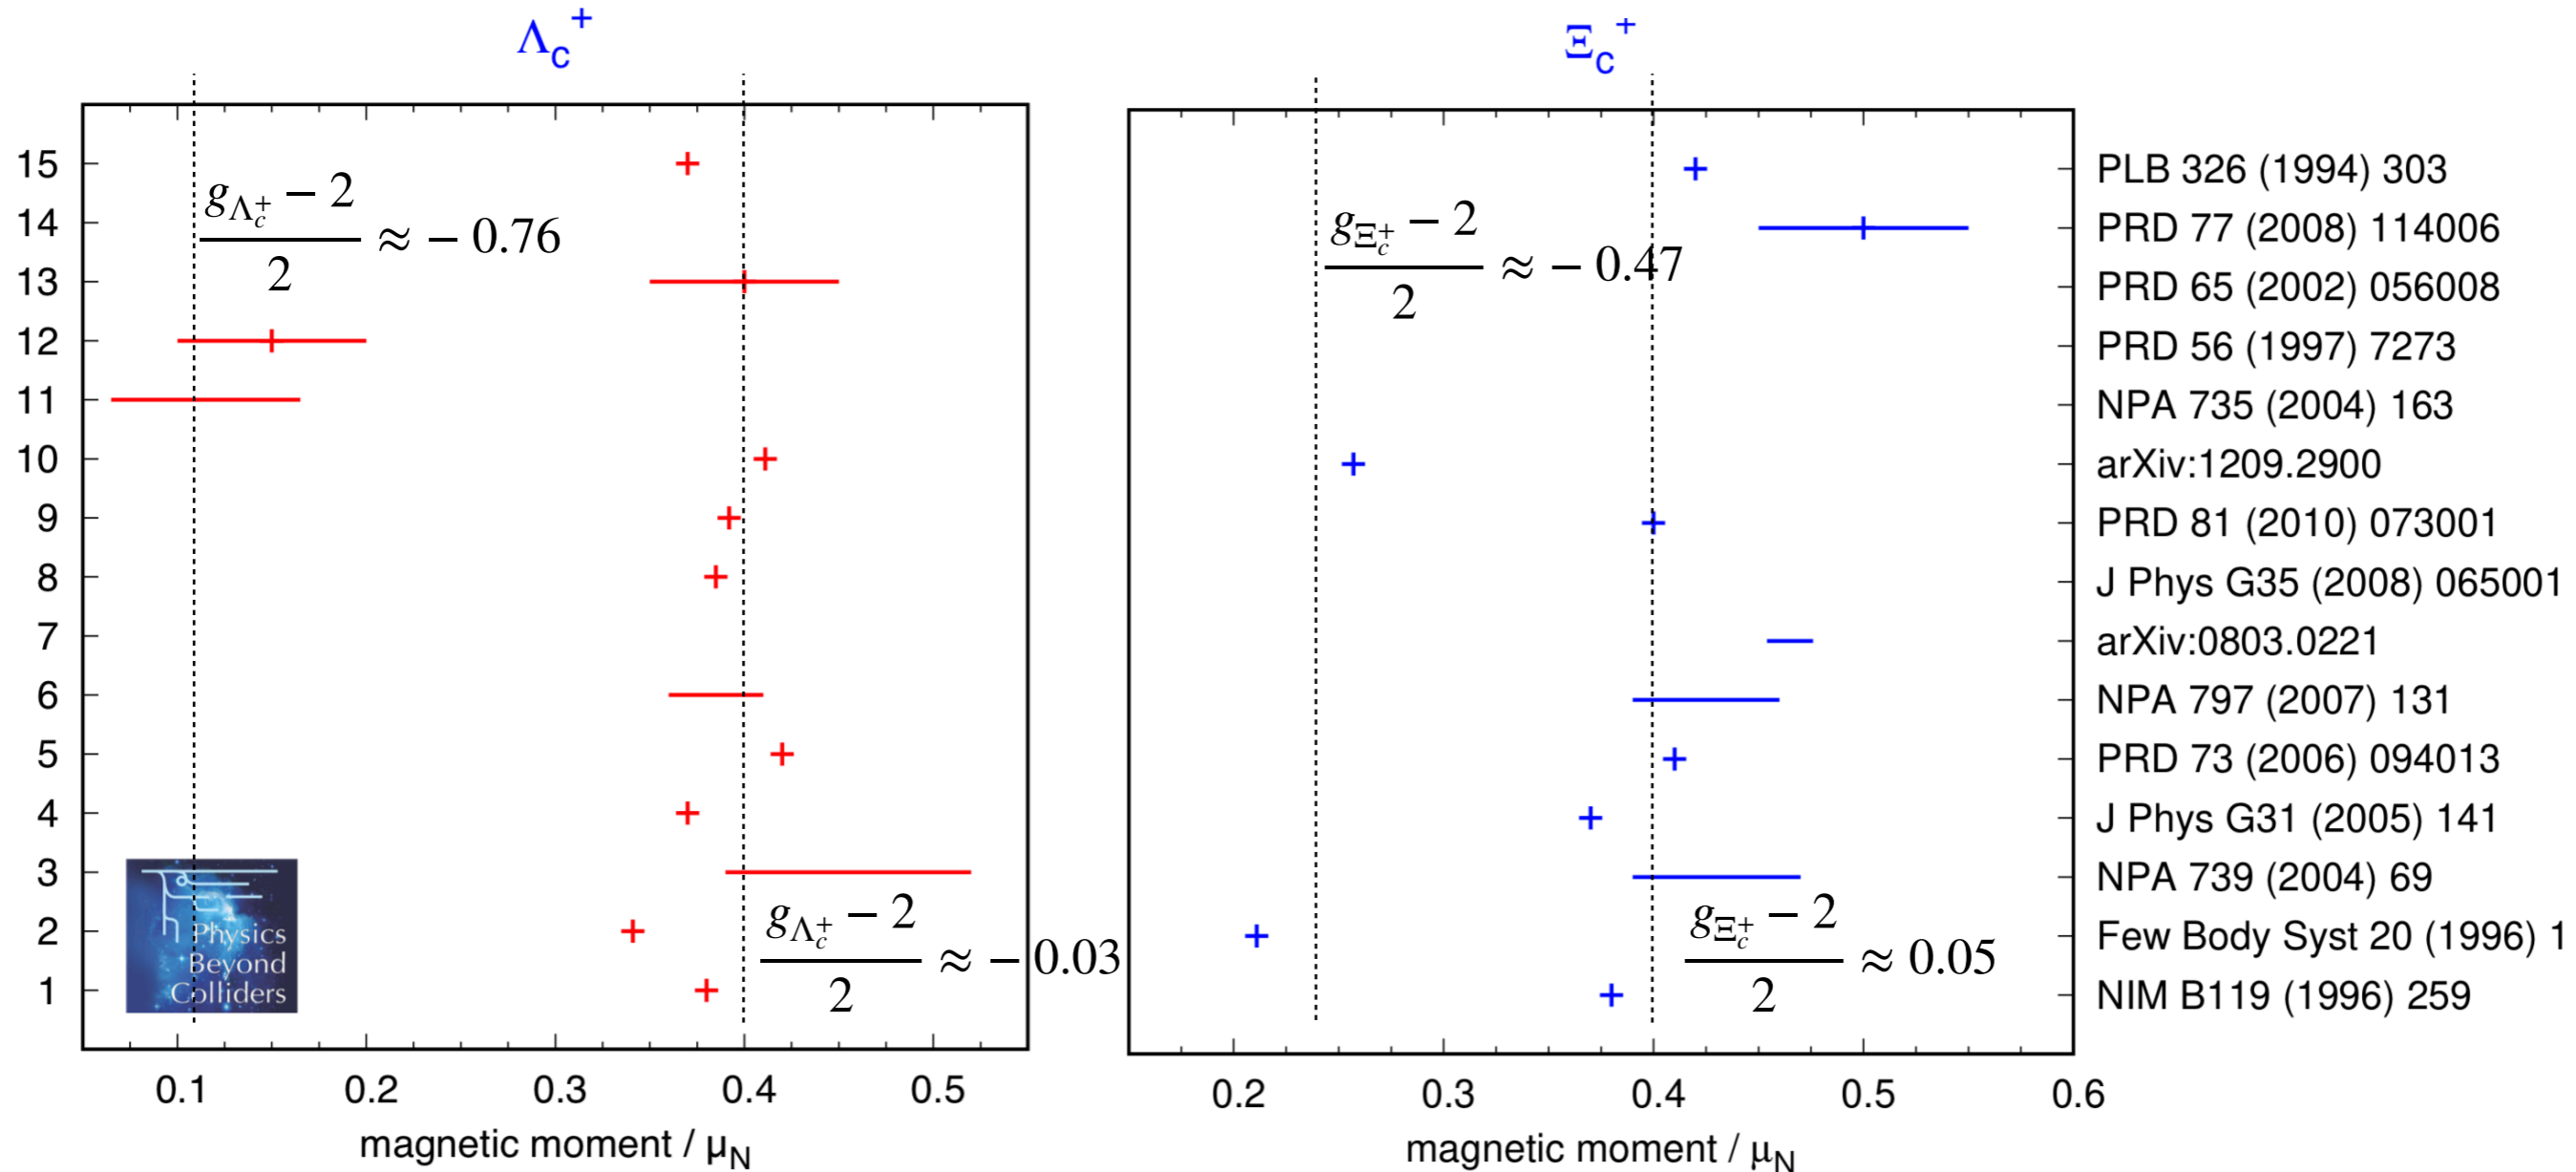 Λc+
Ξc+
15
14
13
12
11
10
9
8
7
6
5
4
3
2
1
gΛc+ − 2
2
≈ − 0.76
gΛc+ − 2
2
≈ − 0.03
Physics
Beyond
Colliders
0.1 0.2 0.3 0.4 0.5
magnetic moment / μN
gΞc+ − 2
2
≈ − 0.47
gΞc+ − 2
2
≈ 0.05
0.2 0.3 0.4 0.5 0.6
magnetic moment / μN
PLB 326 (1994) 303
PRD 77 (2008) 114006
PRD 65 (2002) 056008
PRD 56 (1997) 7273
NPA 735 (2004) 163
arXiv:1209.2900
PRD 81 (2010) 073001
J Phys G35 (2008) 065001
arXiv:0803.0221
NPA 797 (2007) 131
PRD 73 (2006) 094013
J Phys G31 (2005) 141
NPA 739 (2004) 69
Few Body Syst 20 (1996) 1
NIM B119 (1996) 259